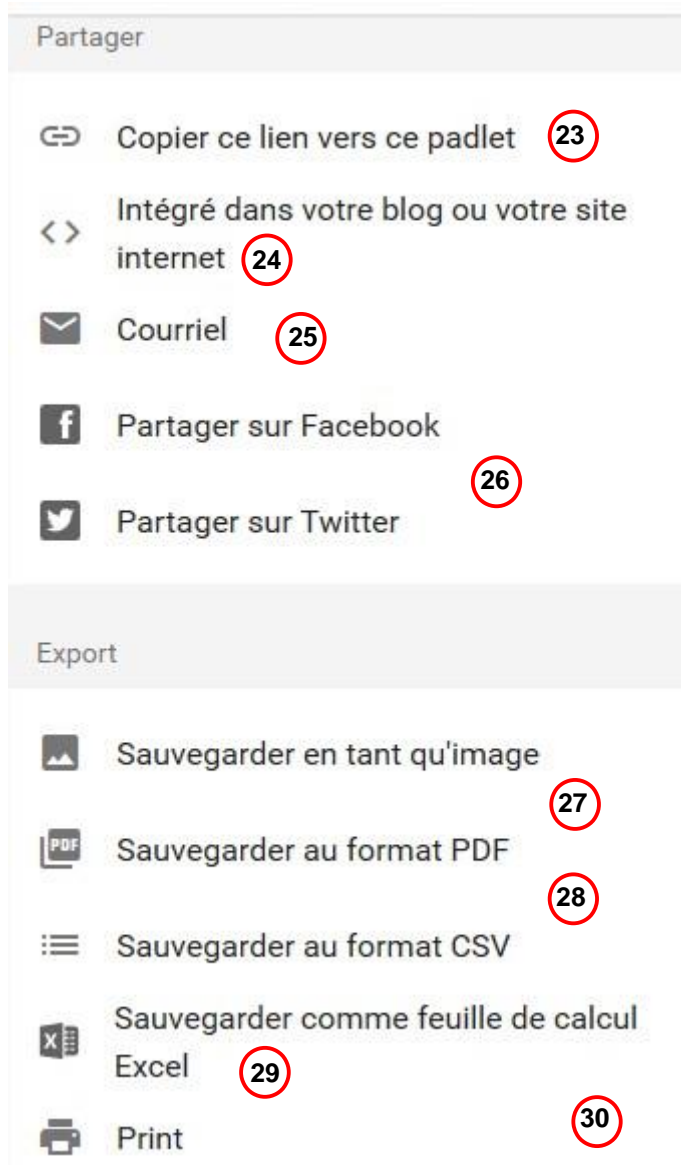 Partager
Copier ce lien vers ce padlet 23
Intégré dans votre blog ou votre site
internet 24
Courriel 25
Partager sur Facebook
26
Partager sur Twitter
Export
Sauvegarder en tant qu'image
27
PDF Sauvegarder au format PDF
28
Sauvegarder au format CSV
Sauvegarder comme feuille de calcul
Excel 29
Print 30